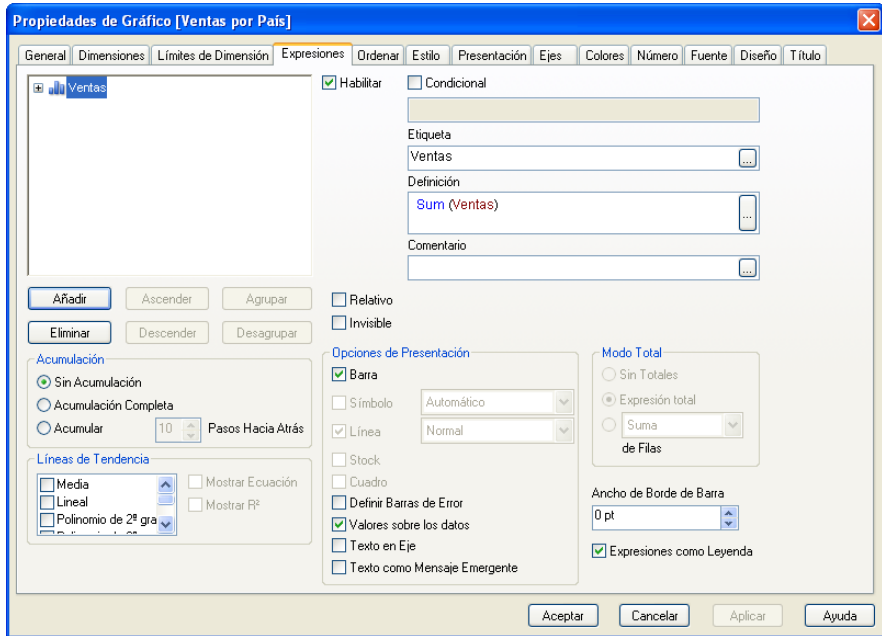 Propiedades de Gráfico [Ventas por País]
General Dimensiones Límites de Dimensión Expresiones Ordenar Estilo Presentación Ejes Colores Número Fuente Diseño Título
Ventas
Habilitar Condicional
Etiqueta
Ventas
...
Definición
Sum (Ventas)
...
Comentario
...
Añadir Ascender Agrupar
Eliminar Descender Desagrupar
Relativo
Invisible
Acumulación
Sin Acumulación
Acumulación Completa
Acumular 10 Pasos Hacia Atrás
Líneas de Tendencia
Media
Lineal
Polinomio de 2ª gra
Mostrar Ecuación
Mostrar R²
Opciones de Presentación
Barra
Símbolo Automático
Línea Normal
Stock
Cuadro
Definir Barras de Error
Valores sobre los datos
Texto en Eje
Texto como Mensaje Emergente
Modo Total
Sin Totales
Expresión total
Suma
de Filas
Ancho de Borde de Barra
0 pt
Expresiones como Leyenda
Aceptar Cancelar Aplicar Ayuda